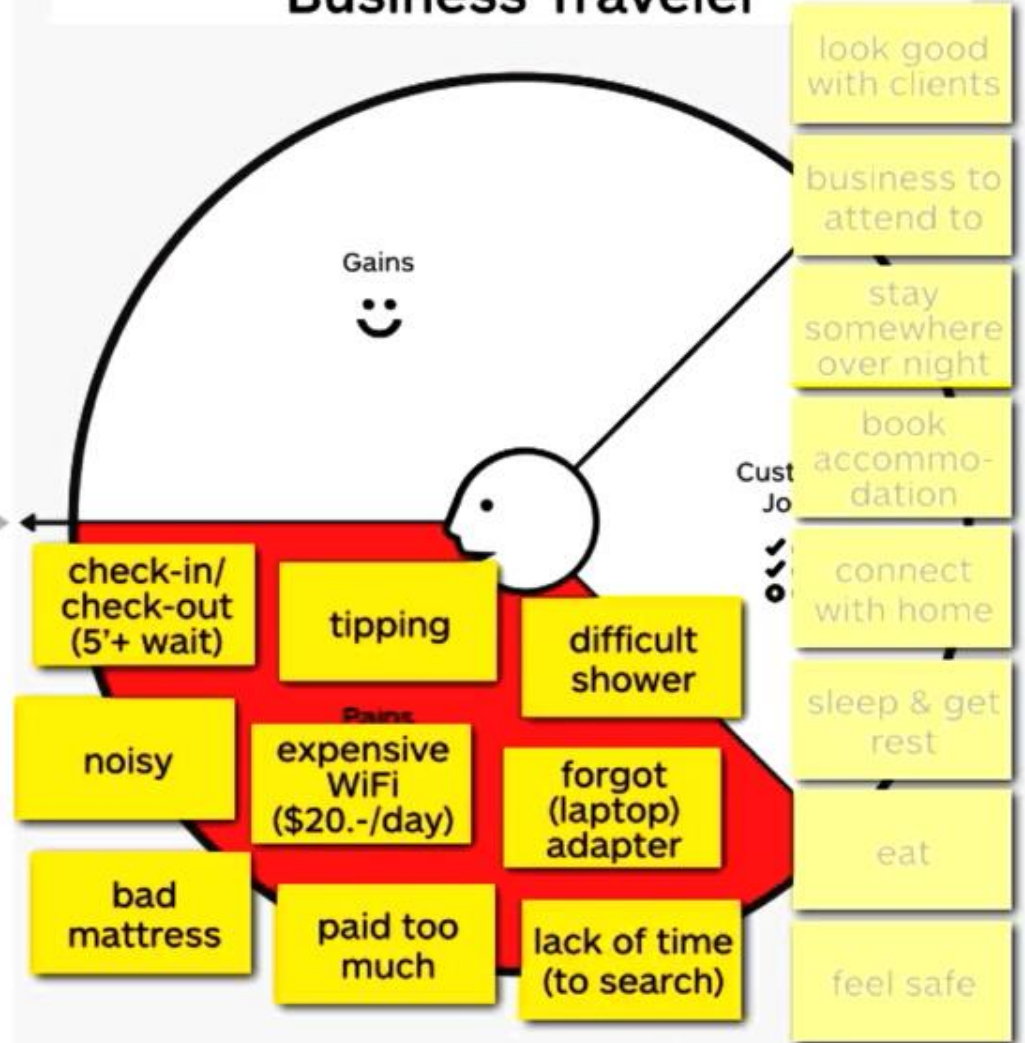 Business Traveler
look good
with clients
business to
attend to
Gains
stay
somewhere
over night
book
accommo-
dation
Cust
Jo
connect
with home
check-in/
check-out
(5'+ wait)
tipping
difficult
shower
sleep & get
rest
Pains
noisy
expensive
WiFi
($20.-/day)
forgot
(laptop)
adapter
eat
bad
mattress
paid too
much
lack of time
(to search)
feel safe